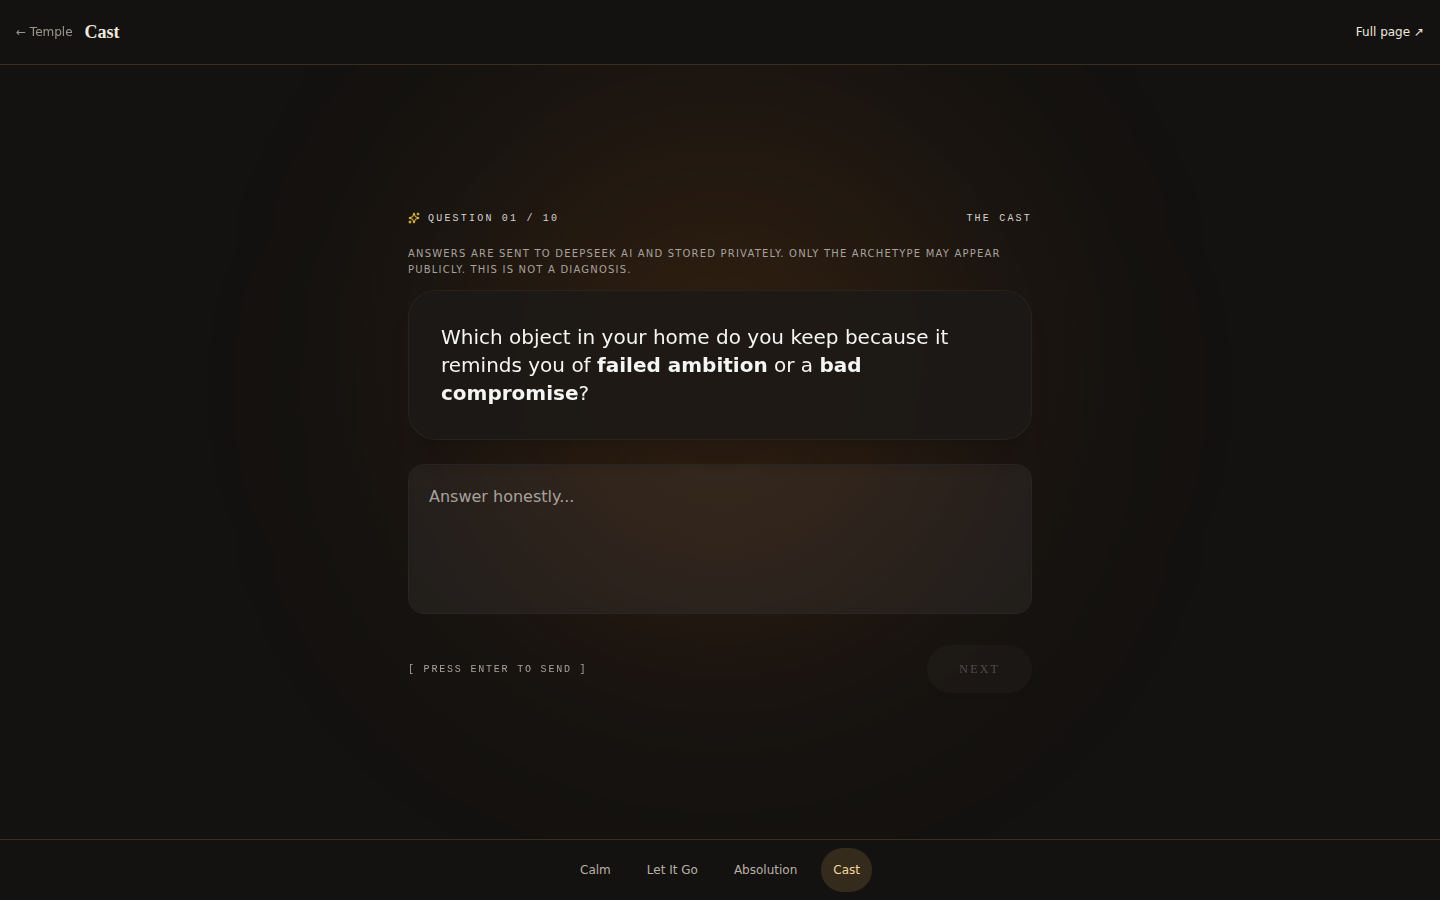 ← Temple Cast
Full page ↗
QUESTION 01 / 10
THE CAST
ANSWERS ARE SENT TO DEEPSEEK AI AND STORED PRIVATELY. ONLY THE ARCHETYPE MAY APPEAR
PUBLICLY. THIS IS NOT A DIAGNOSIS.
Which object in your home do you keep because it
reminds you of failed ambition or a bad
compromise?
Answer honestly...
[ PRESS ENTER TO SEND ]
NEXT
Calm Let It Go Absolution Cast